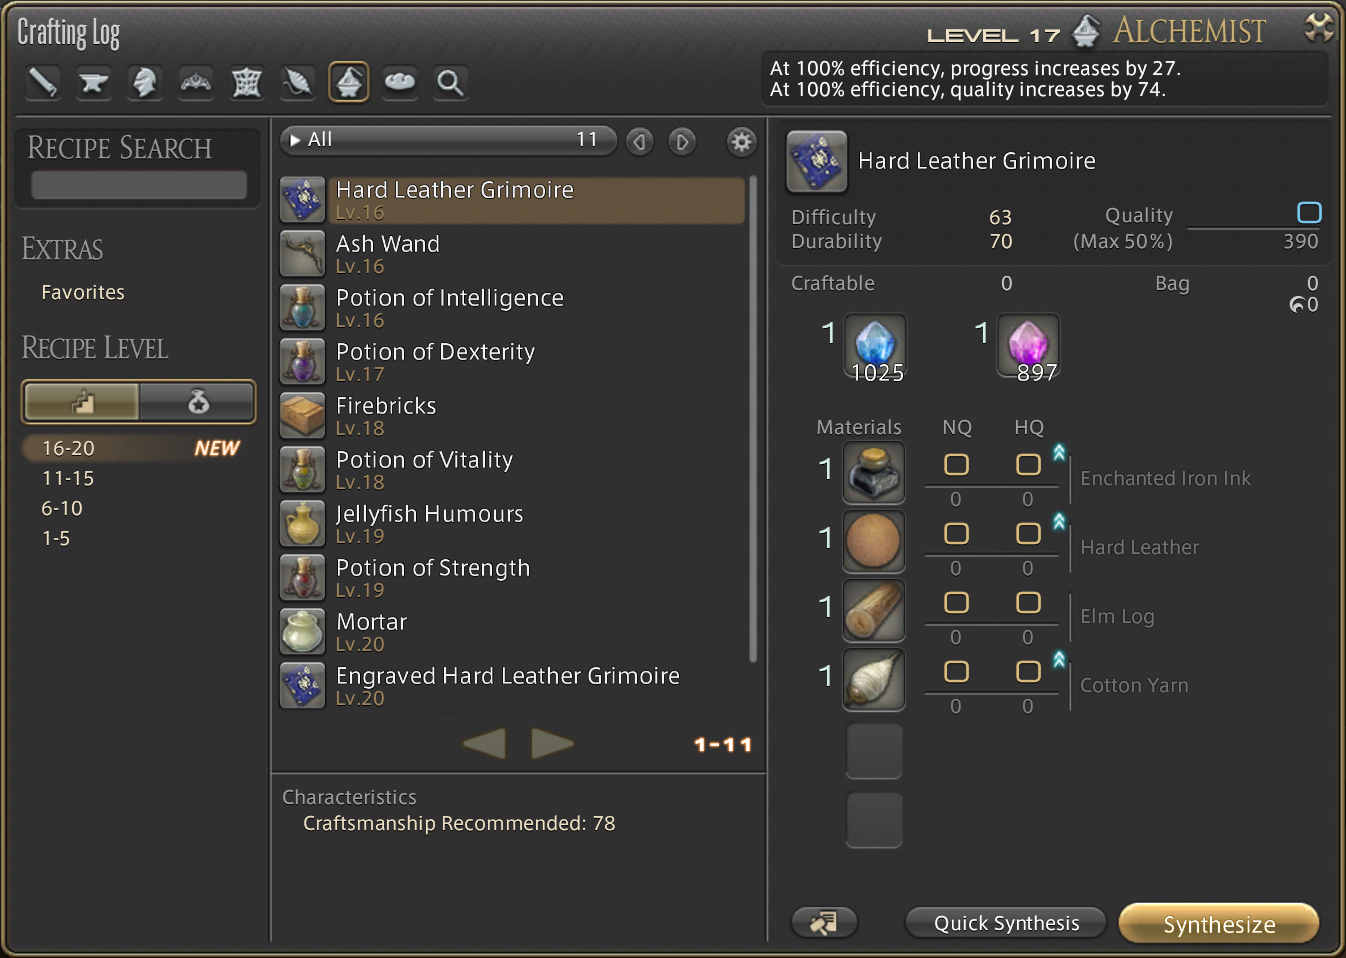 Crafting Log
LEVEL 17 ALCHEMIST
At 100% efficiency, progress increases by 27.
At 100% efficiency, quality increases by 74.
RECIPE SEARCH
EXTRAS
Favorites
RECIPE LEVEL
16-20 NEW
11-15
6-10
1-5
All 11
Hard Leather Grimoire
Lv.16
Ash Wand
Lv.16
Potion of Intelligence
Lv.16
Potion of Dexterity
Lv.17
Firebricks
Lv.18
Potion of Vitality
Lv.18
Jellyfish Humours
Lv.19
Potion of Strength
Lv.19
Mortar
Lv.20
Engraved Hard Leather Grimoire
Lv.20
1-11
Characteristics
Craftsmanship Recommended: 78
Hard Leather Grimoire
Difficulty 63 Quality
Durability 70 (Max 50%) 390
Craftable 0 Bag 0
0
1 1025 1 897
Materials NQ HQ
1 Enchanted Iron Ink
0 0
1 Hard Leather
0 0
1 Elm Log
0 0
1 Cotton Yarn
0 0
Quick Synthesis Synthesize